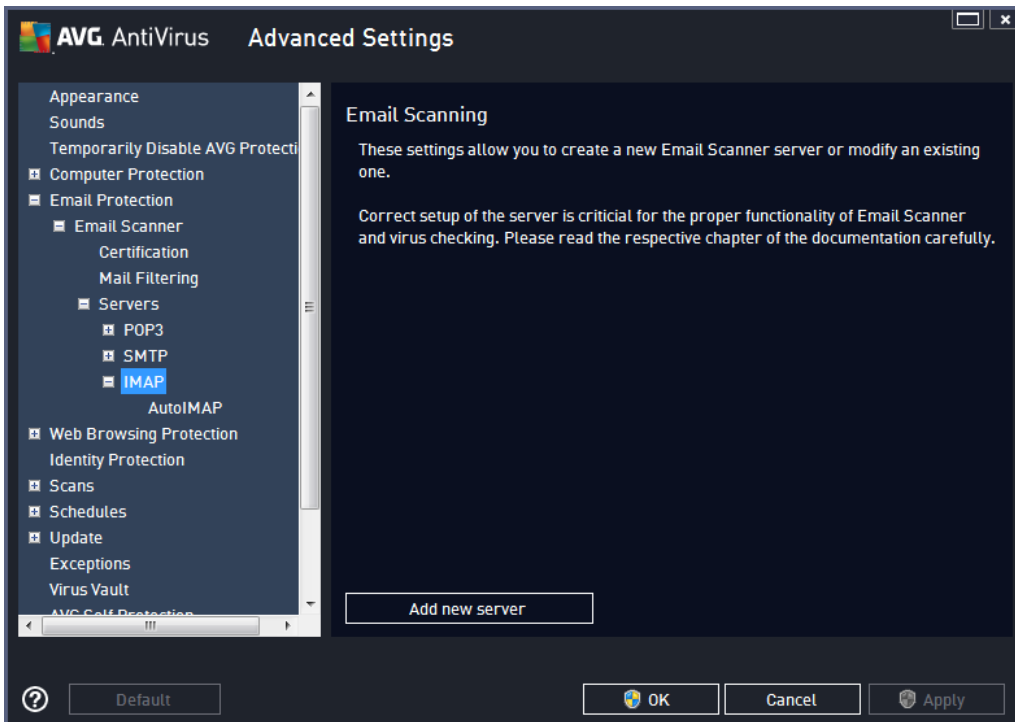 AVG. AntiVirus Advanced Settings
Appearance
Sounds
Temporarily Disable AVG Protecti
Computer Protection
Email Protection
Email Scanner
Certification
Mail Filtering
Servers
POP3
SMTP
IMAP
AutoIMAP
Web Browsing Protection
Identity Protection
Scans
Schedules
Update
Exceptions
Virus Vault
AVG Self Protection
Email Scanning
These settings allow you to create a new Email Scanner server or modify an existing
one.
Correct setup of the server is criticial for the proper functionality of Email Scanner
and virus checking. Please read the respective chapter of the documentation carefully.
Add new server
Default
OK
Cancel
Apply